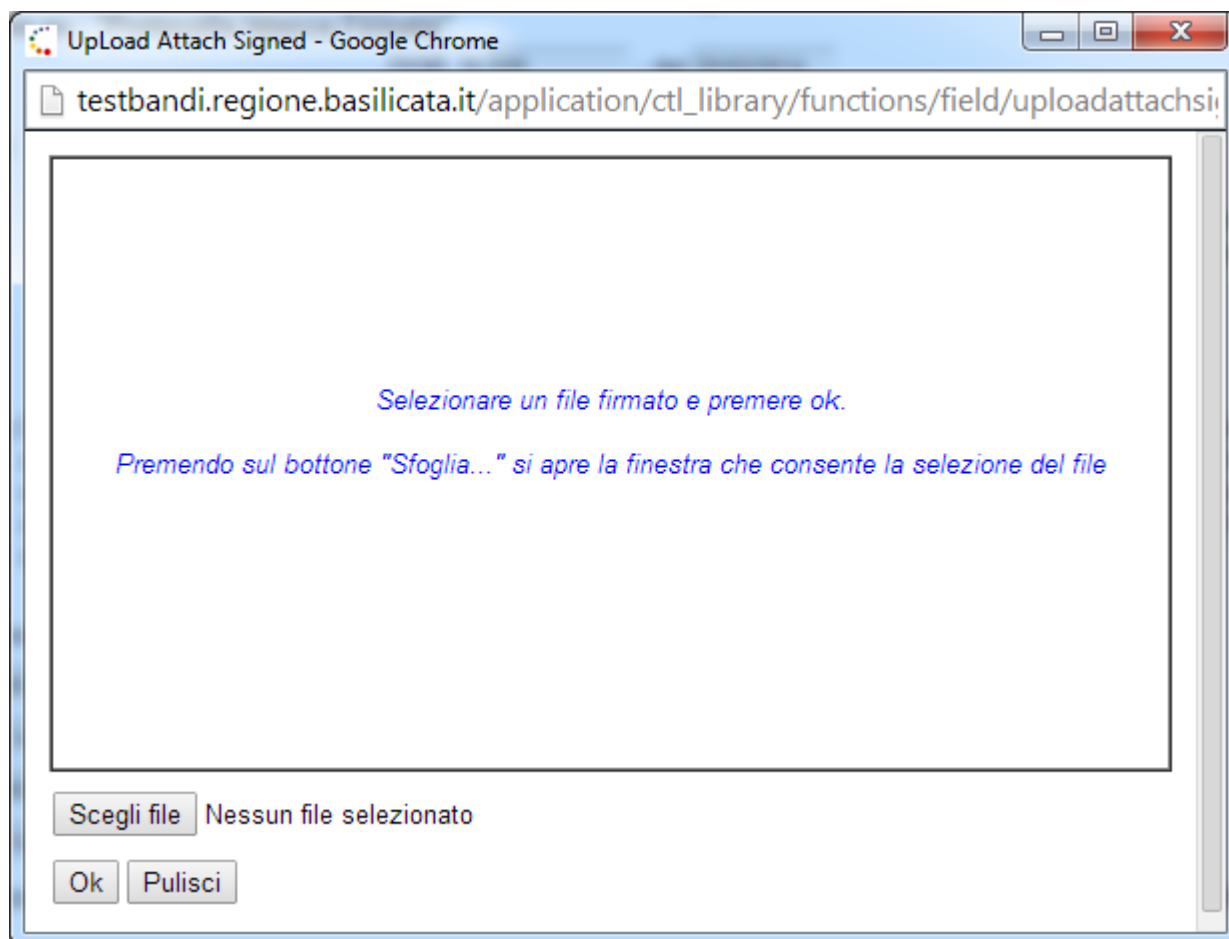 UpLoad Attach Signed - Google Chrome
testbandi.regione.basilicata.it/application/ctl_library/functions/field/uploadattachsi
Selezionare un file firmato e premere ok.
Premendo sul bottone "Sfoglia..." si apre la finestra che consente la selezione del file
Scegli file Nessun file selezionato
Ok Pulisci